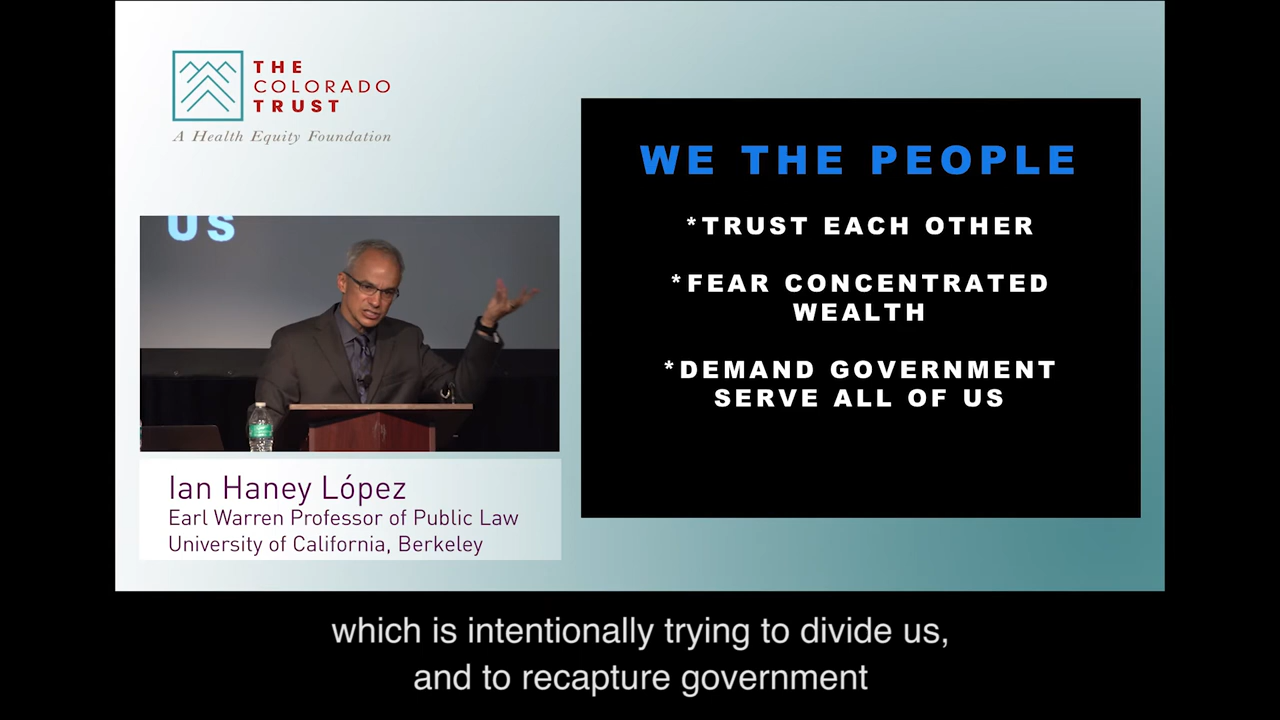 THE
COLORADO
TRUST
A Health Equity Foundation
US
WE THE PEOPLE
*TRUST EACH OTHER
*FEAR CONCENTRATED
WEALTH
*DEMAND GOVERNMENT
SERVE ALL OF US
Ian Haney López
Earl Warren Professor of Public Law
University of California, Berkeley
which is intentionally trying to divide us,
and to recapture government